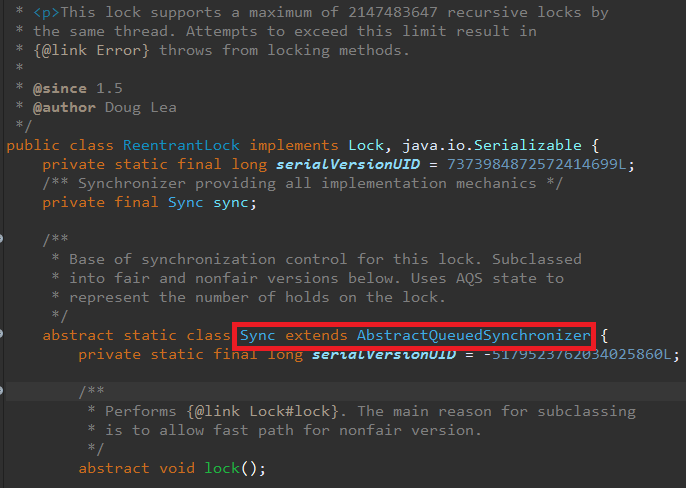 * <p>This lock supports a maximum of 2147483647 recursive locks by
* the same thread. Attempts to exceed this limit result in
* {@link Error} throws from locking methods.
*
* @since 1.5
* @author Doug Lea
*/
public class ReentrantLock implements Lock, java.io.Serializable {
private static final long serialVersionUID = 7373984872572414699L;
/** Synchronizer providing all implementation mechanics */
private final Sync sync;
/**
* Base of synchronization control for this lock. Subclassed
* into fair and nonfair versions below. Uses AQS state to
* represent the number of holds on the lock.
*/
abstract static class Sync extends AbstractQueuedSynchronizer {
private static final long serialVersionUID = -5179523762034025860L;
/**
* Performs {@link Lock#lock}. The main reason for subclassing
* is to allow fast path for nonfair version.
*/
abstract void lock();